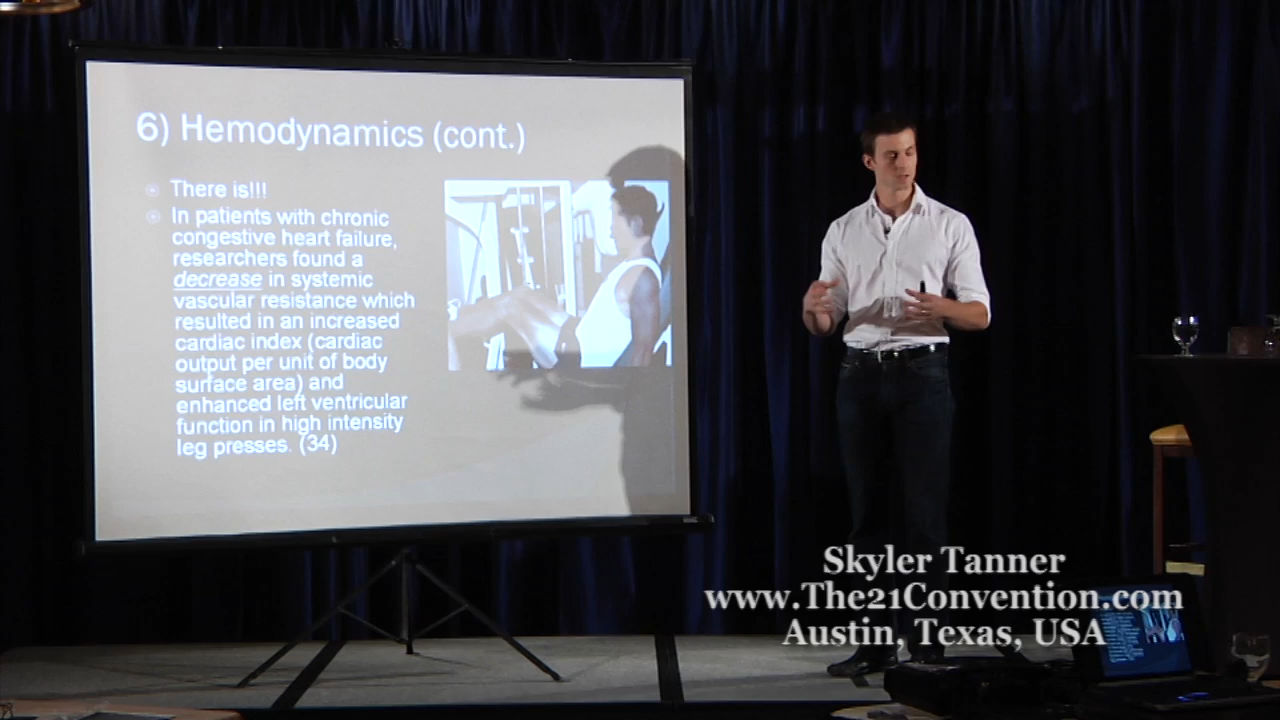 6) Hemodynamics (cont.)
There is!!!
In patients with chronic
congestive heart failure,
researchers found a
decrease in systemic
vascular resistance which
resulted in an increased
cardiac index (cardiac
output per unit of body
surface area) and
enhanced left ventricular
function in high intensity
leg presses. (34)
Skyler Tanner
www.The21Convention.com
Austin, Texas, USA